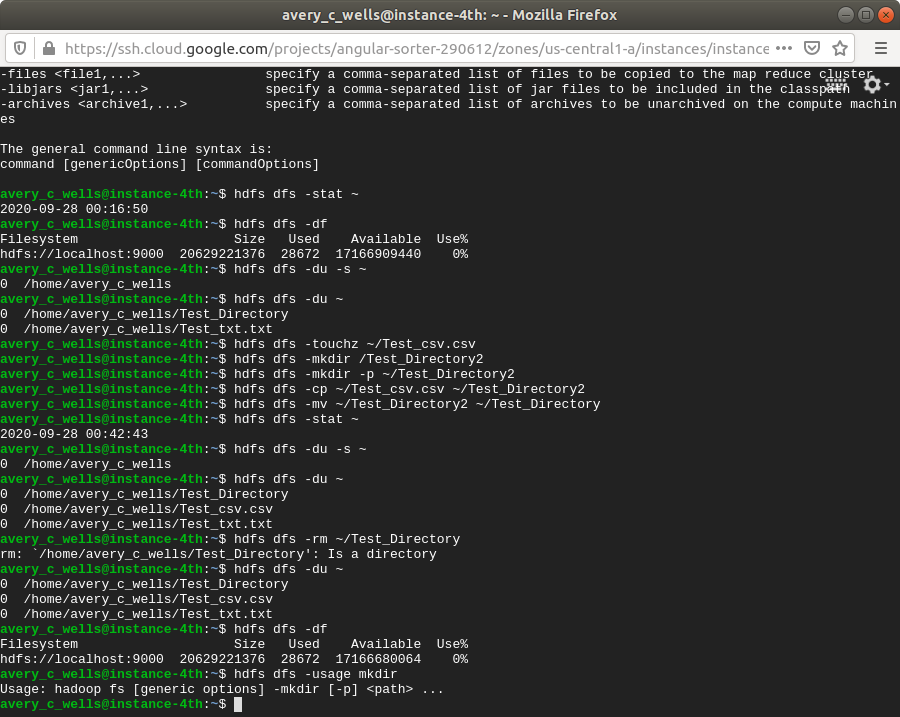 avery_c_wells@instance-4th: ~ - Mozilla Firefox
https://ssh.cloud.google.com/projects/angular-sorter-290612/zones/us-central1-a/instances/instance
-files <file1,...>                specify a comma-separated list of files to be copied to the map reduce cluster
-libjars <jar1,...>               specify a comma-separated list of jar files to be included in the classpath
-archives <archive1,...>          specify a comma-separated list of archives to be unarchived on the compute machin
es
The general command line syntax is:
command [genericOptions] [commandOptions]
avery_c_wells@instance-4th:~$ hdfs dfs -stat ~
2020-09-28 00:16:50
avery_c_wells@instance-4th:~$ hdfs dfs -df
Filesystem                    Size   Used    Available  Use%
hdfs://localhost:9000  20629221376  28672  17166909440    0%
avery_c_wells@instance-4th:~$ hdfs dfs -du -s ~
0  /home/avery_c_wells
avery_c_wells@instance-4th:~$ hdfs dfs -du ~
0  /home/avery_c_wells/Test_Directory
0  /home/avery_c_wells/Test_txt.txt
avery_c_wells@instance-4th:~$ hdfs dfs -touchz ~/Test_csv.csv
avery_c_wells@instance-4th:~$ hdfs dfs -mkdir /Test_Directory2
avery_c_wells@instance-4th:~$ hdfs dfs -mkdir -p ~/Test_Directory2
avery_c_wells@instance-4th:~$ hdfs dfs -cp ~/Test_csv.csv ~/Test_Directory2
avery_c_wells@instance-4th:~$ hdfs dfs -mv ~/Test_Directory2 ~/Test_Directory
avery_c_wells@instance-4th:~$ hdfs dfs -stat ~
2020-09-28 00:42:43
avery_c_wells@instance-4th:~$ hdfs dfs -du -s ~
0  /home/avery_c_wells
avery_c_wells@instance-4th:~$ hdfs dfs -du ~
0  /home/avery_c_wells/Test_Directory
0  /home/avery_c_wells/Test_csv.csv
0  /home/avery_c_wells/Test_txt.txt
avery_c_wells@instance-4th:~$ hdfs dfs -rm ~/Test_Directory
rm: `/home/avery_c_wells/Test_Directory': Is a directory
avery_c_wells@instance-4th:~$ hdfs dfs -du ~
0  /home/avery_c_wells/Test_Directory
0  /home/avery_c_wells/Test_csv.csv
0  /home/avery_c_wells/Test_txt.txt
avery_c_wells@instance-4th:~$ hdfs dfs -df
Filesystem                    Size   Used    Available  Use%
hdfs://localhost:9000  20629221376  28672  17166680064    0%
avery_c_wells@instance-4th:~$ hdfs dfs -usage mkdir
Usage: hadoop fs [generic options] -mkdir [-p] <path> ...
avery_c_wells@instance-4th:~$